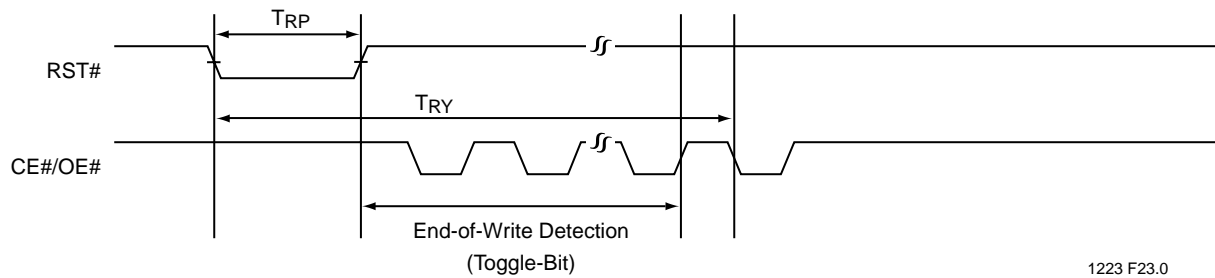 TRP
RST#
TRY
CE#/OE#
End-of-Write Detection
(Toggle-Bit)
1223 F23.0